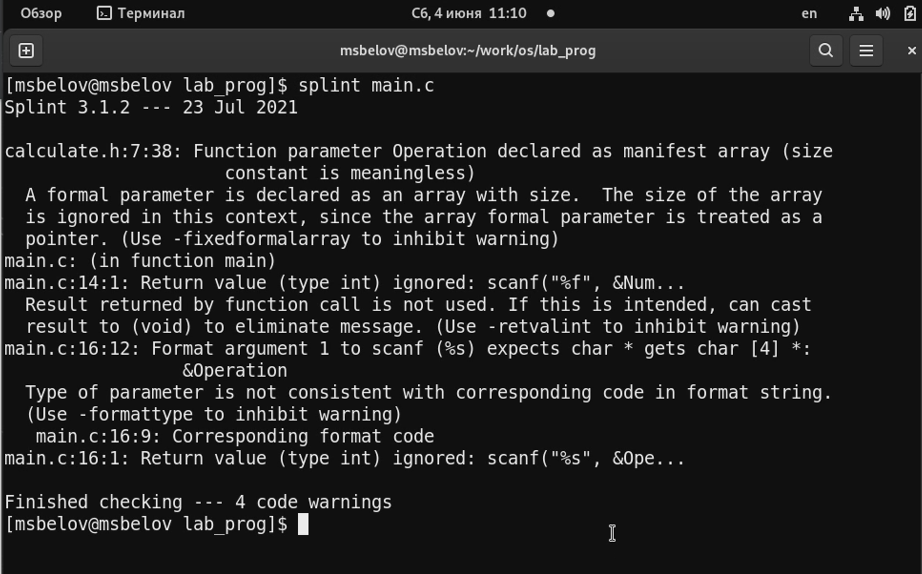 Обзор Терминал Сб, 4 июня 11:10 en
msbelov@msbelov:~/work/os/lab_prog
[msbelov@msbelov lab_prog]$ splint main.c
Splint 3.1.2 --- 23 Jul 2021
calculate.h:7:38: Function parameter Operation declared as manifest array (size
constant is meaningless)
A formal parameter is declared as an array with size.  The size of the array
is ignored in this context, since the array formal parameter is treated as a
pointer. (Use -fixedformalarray to inhibit warning)
main.c: (in function main)
main.c:14:1: Return value (type int) ignored: scanf("%f", &Num...
Result returned by function call is not used. If this is intended, can cast
result to (void) to eliminate message. (Use -retvalint to inhibit warning)
main.c:16:12: Format argument 1 to scanf (%s) expects char * gets char [4] *:
&Operation
Type of parameter is not consistent with corresponding code in format string.
(Use -formattype to inhibit warning)
main.c:16:9: Corresponding format code
main.c:16:1: Return value (type int) ignored: scanf("%s", &Ope...
Finished checking --- 4 code warnings
[msbelov@msbelov lab_prog]$